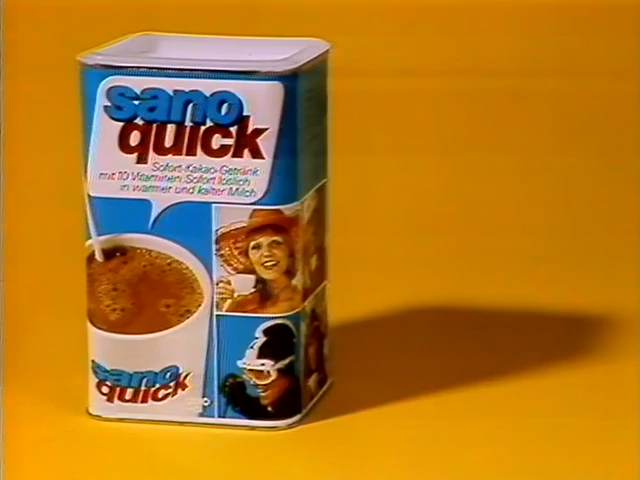 sano
quick
Sofort-Kakao-Getränk
mit 10 Vitaminen. Sofort löslich
in warmer und kalter Milch
sano
quick